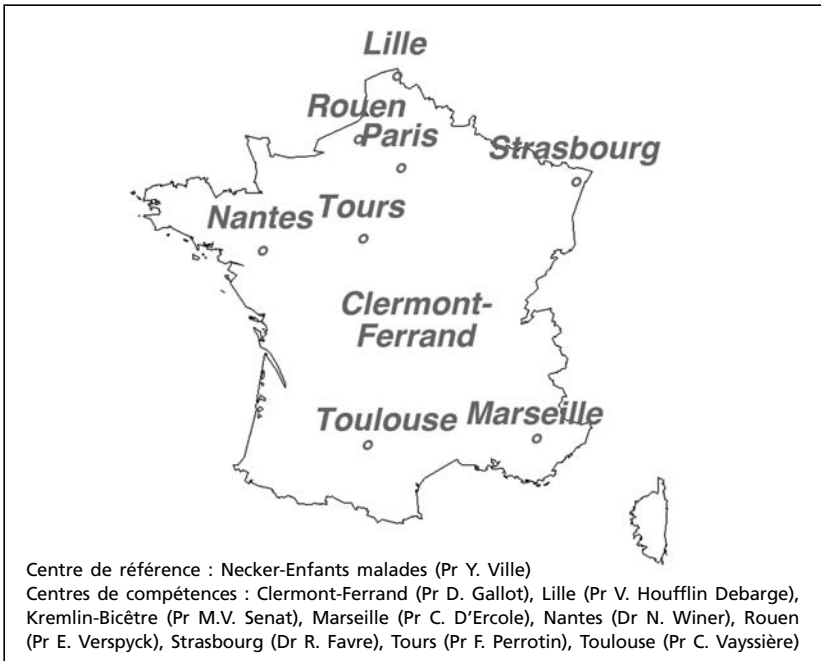 Lille
Rouen
Paris
Strasbourg
Nantes
Tours
Clermont-
Ferrand
Toulouse
Marseille
Centre de référence : Necker-Enfants malades (Pr Y. Ville)
Centres de compétences : Clermont-Ferrand (Pr D. Gallot), Lille (Pr V. Houfflin Debarge),
Kremlin-Bicêtre (Pr M.V. Senat), Marseille (Pr C. D'Ercole), Nantes (Dr N. Winer), Rouen
(Pr E. Verspyck), Strasbourg (Dr R. Favre), Tours (Pr F. Perrotin), Toulouse (Pr C. Vayssière)